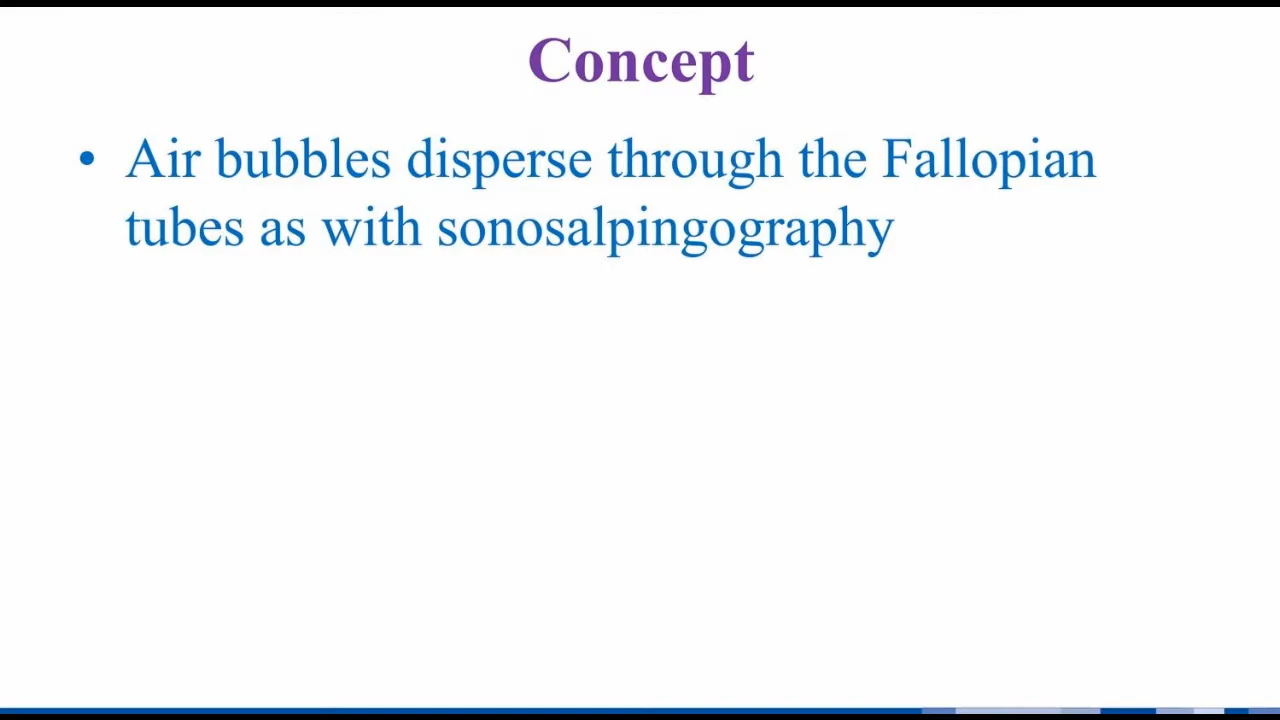 Concept
• Air bubbles disperse through the Fallopian
tubes as with sonosalpingography